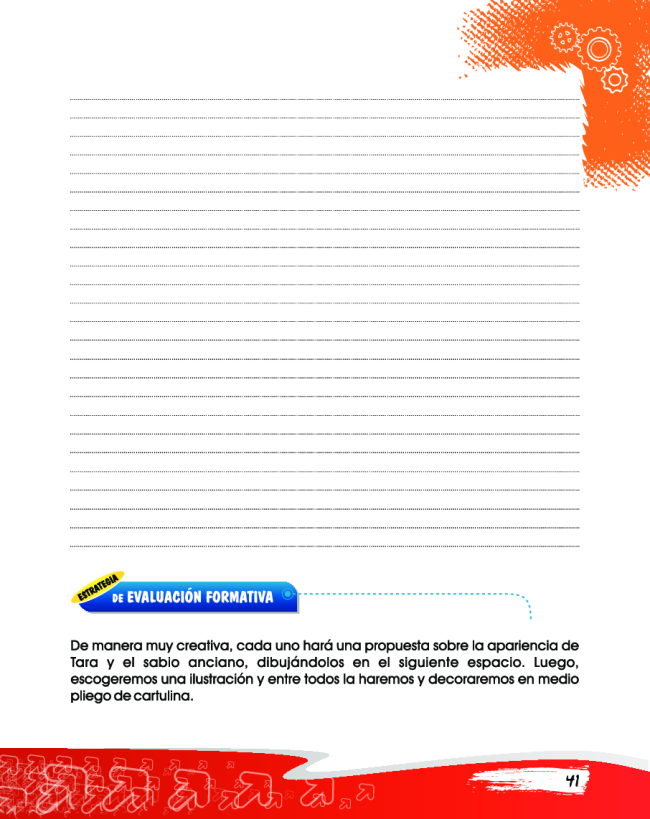 ESTRATEGIA
DE EVALUACIÓN FORMATIVA
De manera muy creativa, cada uno hará una propuesta sobre la apariencia de
Tara y el sabio anciano, dibujándolos en el siguiente espacio. Luego,
escogeremos una ilustración y entre todos la haremos y decoraremos en medio
pliego de cartulina.
41